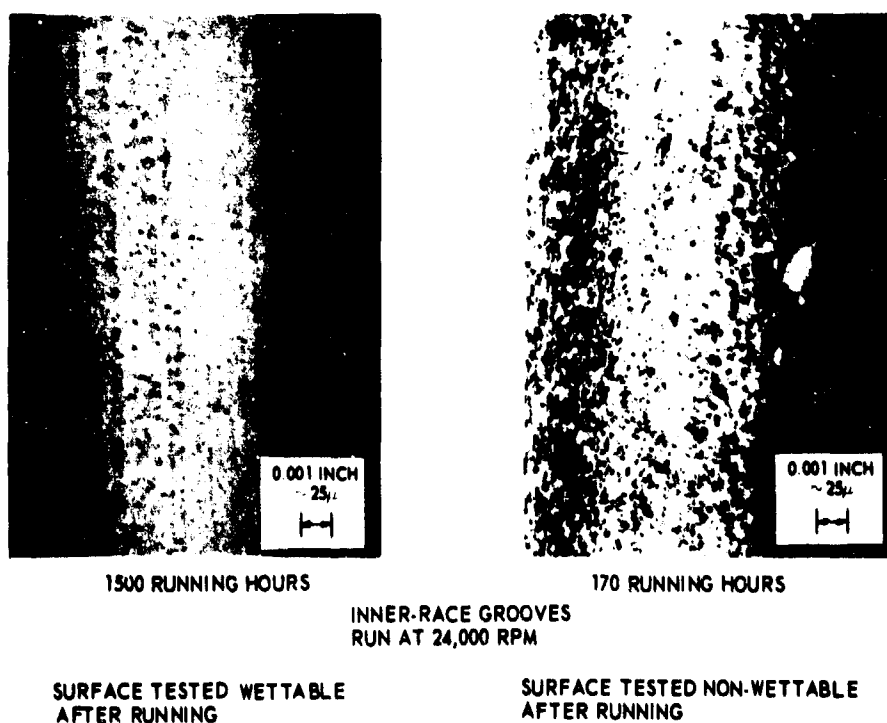 0.001 INCH
~ 25μ
0.001 INCH
~ 25μ
1500 RUNNING HOURS
170 RUNNING HOURS
INNER-RACE GROOVES
RUN AT 24,000 RPM
SURFACE TESTED WETTABLE
AFTER RUNNING
SURFACE TESTED NON-WETTABLE
AFTER RUNNING